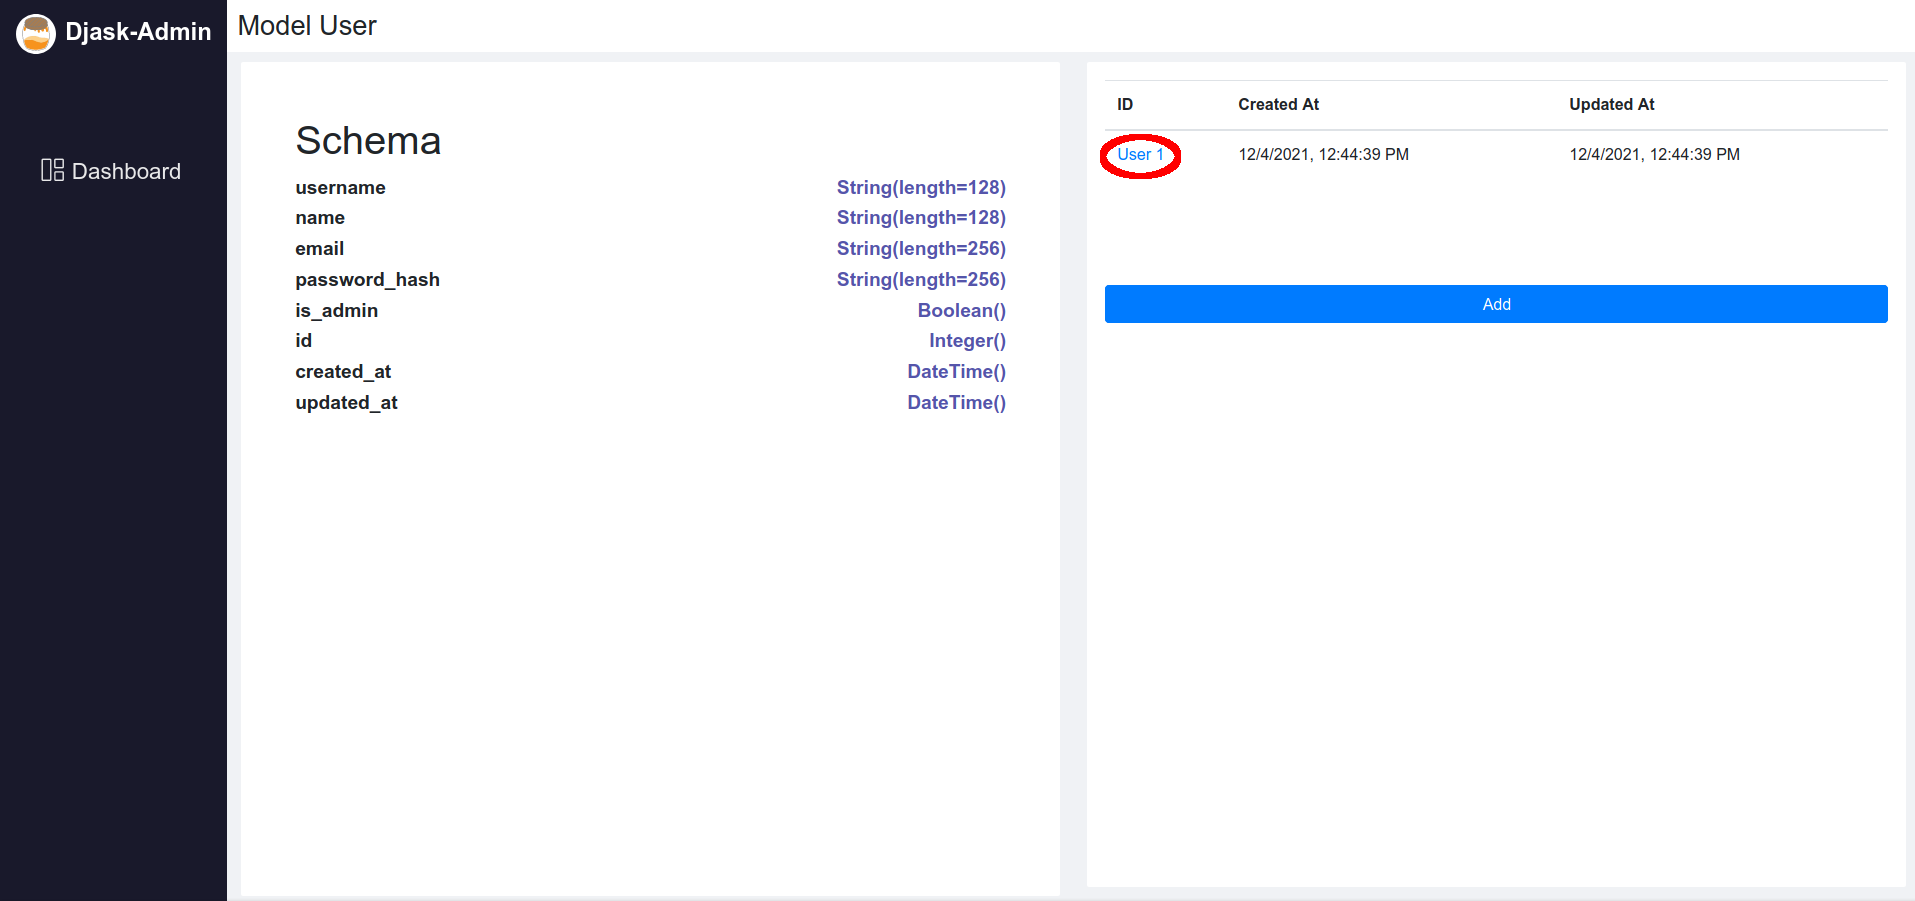 Djask-Admin
Dashboard
Model User
Schema
username String(length=128)
name String(length=128)
email String(length=256)
password_hash String(length=256)
is_admin Boolean()
id Integer()
created_at DateTime()
updated_at DateTime()
ID Created At Updated At
User 1 12/4/2021, 12:44:39 PM 12/4/2021, 12:44:39 PM
Add